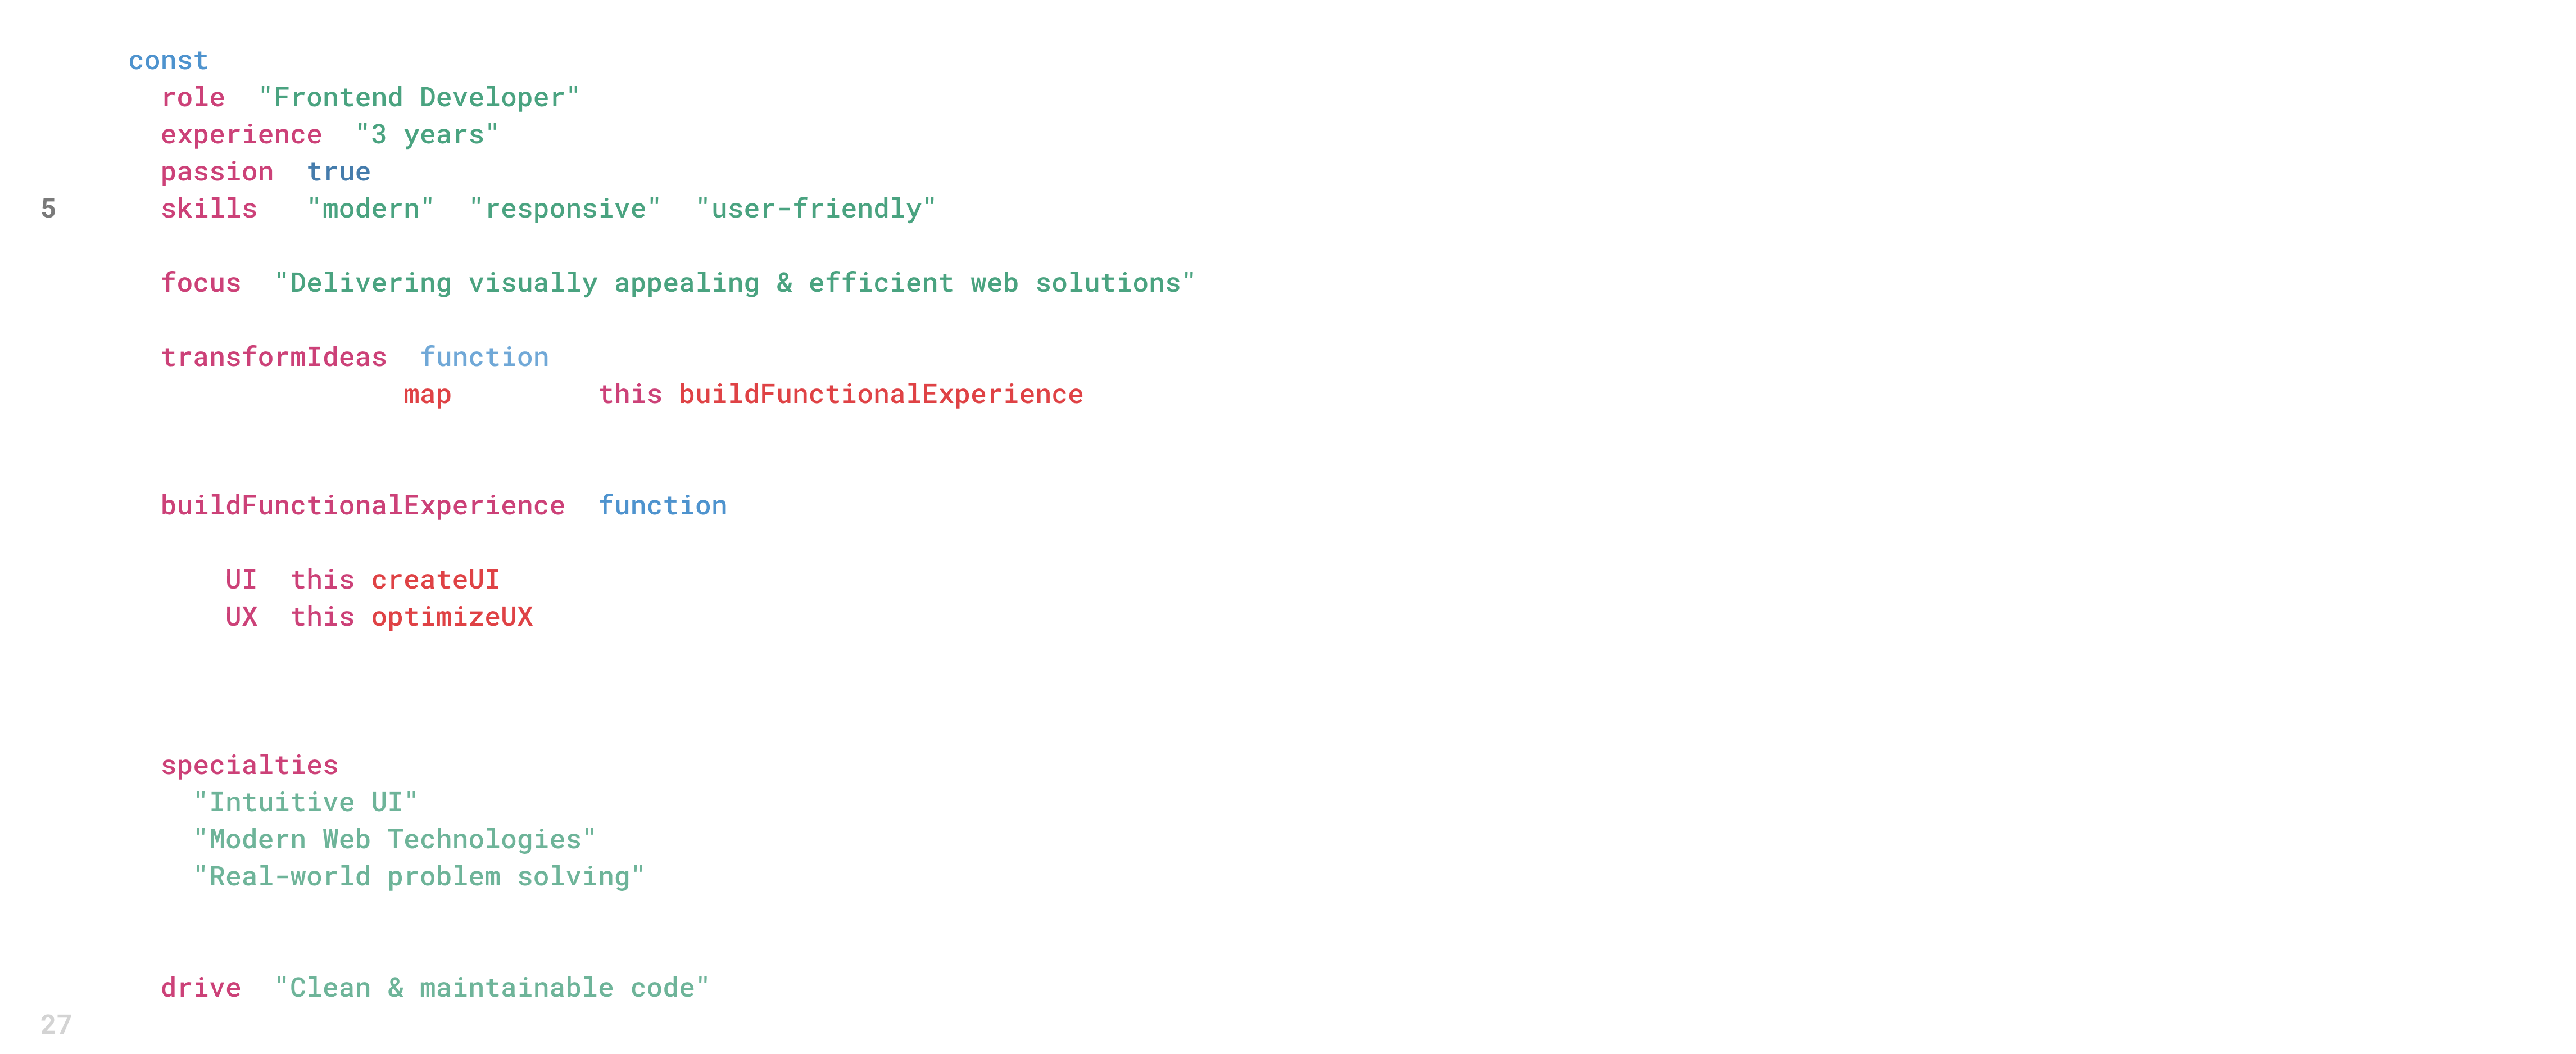 const
role "Frontend Developer"
experience "3 years"
passion true
5 skills "modern" "responsive" "user-friendly"
focus "Delivering visually appealing & efficient web solutions"
transformIdeas function
map this buildFunctionalExperience
buildFunctionalExperience function
UI this createUI
UX this optimizeUX
specialties
"Intuitive UI"
"Modern Web Technologies"
"Real-world problem solving"
drive "Clean & maintainable code"
27